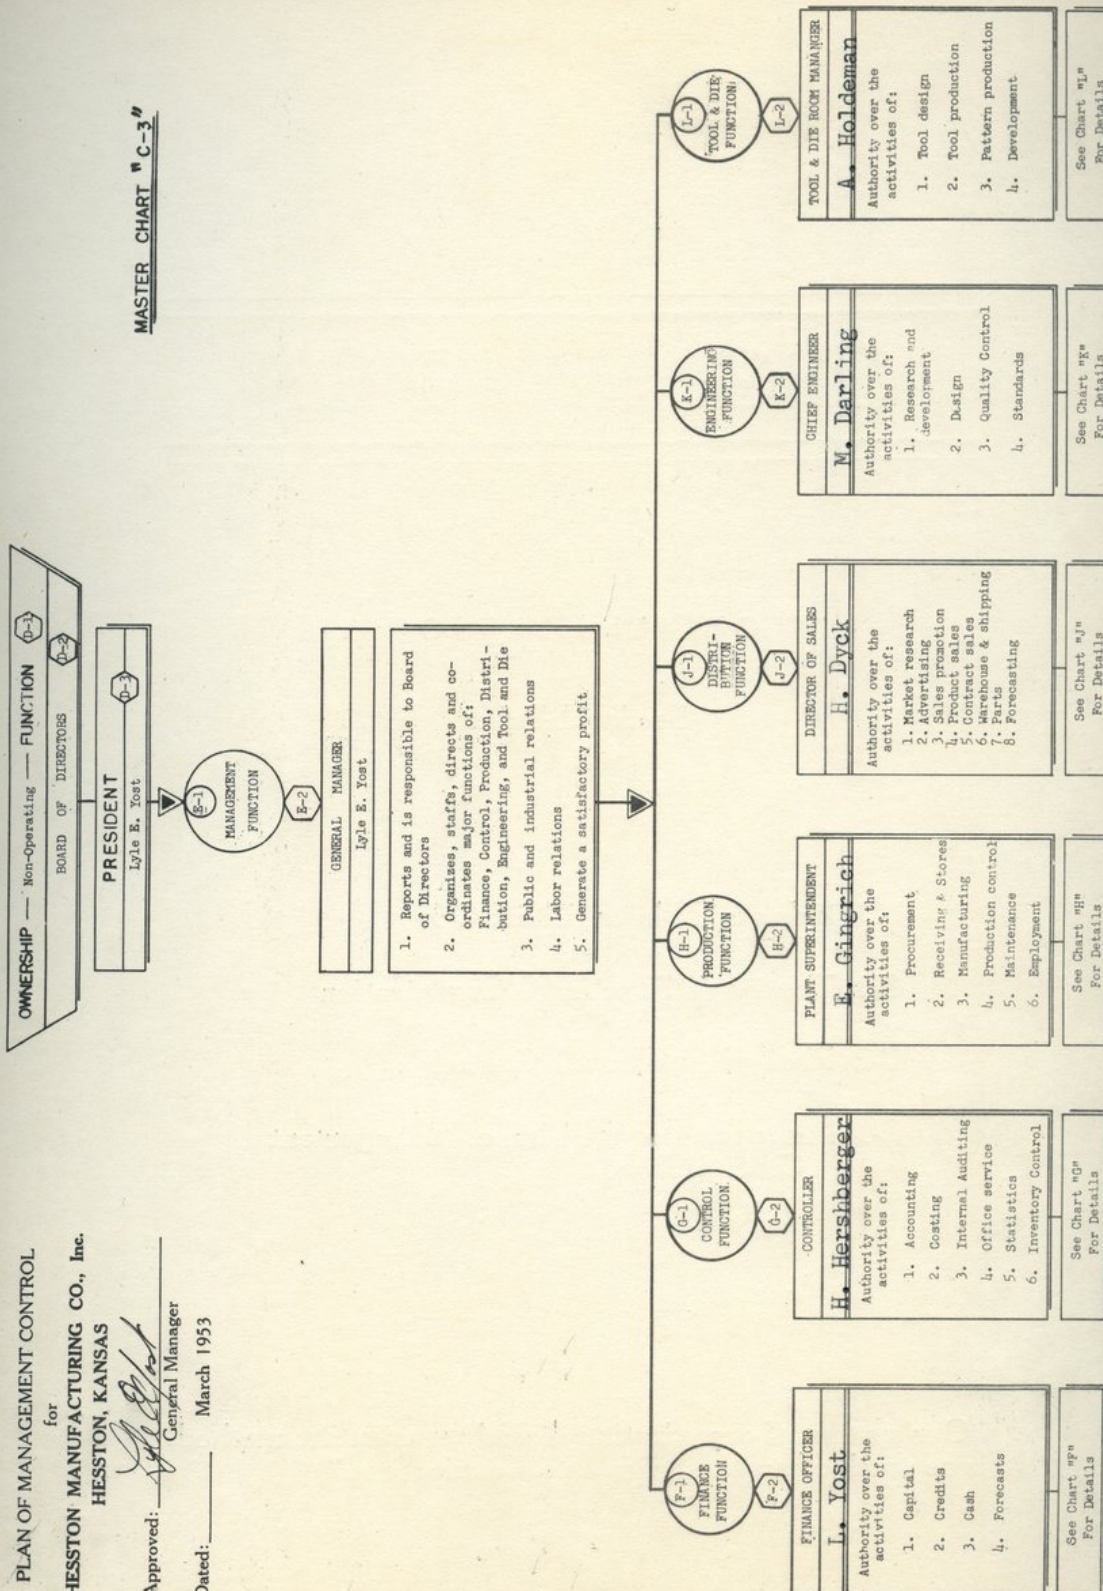 PLAN OF MANAGEMENT CONTROL
for
HESSTON MANUFACTURING CO., Inc.
HESSTON, KANSAS
Approved: Lyle E Yost
General Manager
Dated: March 1953
OWNERSHIP — Non-Operating — FUNCTION D-1
BOARD OF DIRECTORS D-2
PRESIDENT
Lyle E. Yost D-3
MASTER CHART "C-3"
E-1
MANAGEMENT
FUNCTION
E-2
GENERAL MANAGER
Lyle E. Yost
1. Reports and is responsible to Board
of Directors
2. Organizes, staffs, directs and co-
ordinates major functions of:
Finance, Control, Production, Distri-
bution, Engineering, and Tool and Die
3. Public and industrial relations
4. Labor relations
5. Generate a satisfactory profit
F-1
FINANCE
FUNCTION
F-2
FINANCE OFFICER
L. Yost
Authority over the
activities of:
1. Capital
2. Credits
3. Cash
4. Forecasts
See Chart "F"
For Details
G-1
CONTROL
FUNCTION
G-2
CONTROLLER
H. Hershberger
Authority over the
activities of:
1. Accounting
2. Costing
3. Internal Auditing
4. Office service
5. Statistics
6. Inventory Control
See Chart "G"
For Details
H-1
PRODUCTION
FUNCTION
H-2
PLANT SUPERINTENDENT
E. Gingrich
Authority over the
activities of:
1. Procurement
2. Receiving & Stores
3. Manufacturing
4. Production control
5. Maintenance
6. Employment
See Chart "H"
For Details
J-1
DISTRI-
BUTION
FUNCTION
J-2
DIRECTOR OF SALES
H. Dyck
Authority over the
activities of:
1. Market research
2. Advertising
3. Sales promotion
4. Product sales
5. Contract sales
6. Warehouse & shipping
7. Parts
8. Forecasting
See Chart "J"
For Details
K-1
ENGINEERING
FUNCTION
K-2
CHIEF ENGINEER
M. Darling
Authority over the
activities of:
1. Research and
development
2. Design
3. Quality Control
4. Standards
See Chart "K"
For Details
L-1
TOOL & DIE
FUNCTION
L-2
TOOL & DIE ROOM MANANGER
A. Holdeman
Authority over the
activities of:
1. Tool design
2. Tool production
3. Pattern production
4. Development
See Chart "L"
For Details